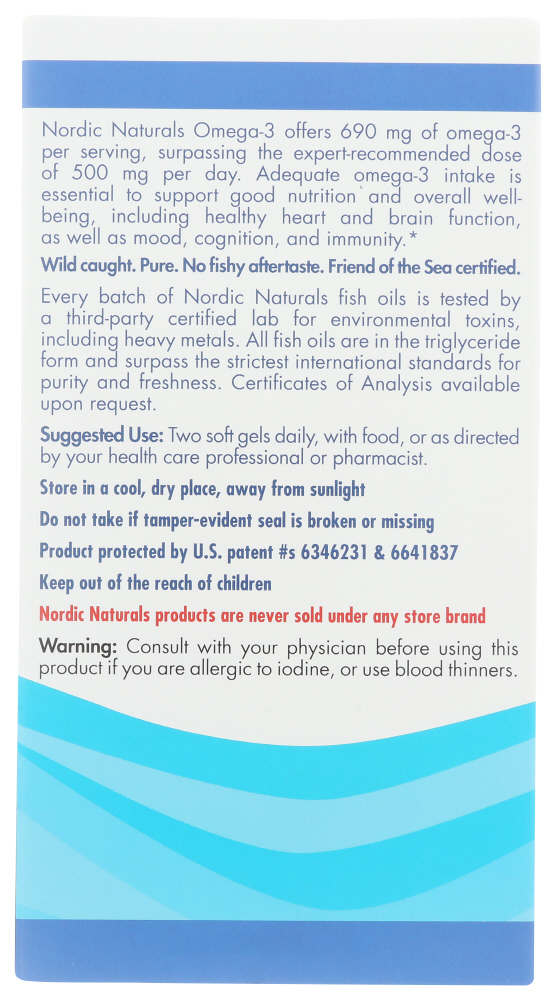 Nordic Naturals Omega-3 offers 690 mg of omega-3
per serving, surpassing the expert-recommended dose
of 500 mg per day. Adequate omega-3 intake is
essential to support good nutrition* and overall well-
being, including healthy heart and brain function,
as well as mood, cognition, and immunity.*
Wild caught. Pure. No fishy aftertaste. Friend of the Sea certified.
Every batch of Nordic Naturals fish oils is tested by
a third-party certified lab for environmental toxins,
including heavy metals. All fish oils are in the triglyceride
form and surpass the strictest international standards for
purity and freshness. Certificates of Analysis available
upon request.
Suggested Use: Two soft gels daily, with food, or as directed
by your health care professional or pharmacist.
Store in a cool, dry place, away from sunlight
Do not take if tamper-evident seal is broken or missing
Product protected by U.S. patent #s 6346231 & 6641837
Keep out of the reach of children
Nordic Naturals products are never sold under any store brand
Warning: Consult with your physician before using this
product if you are allergic to iodine, or use blood thinners.